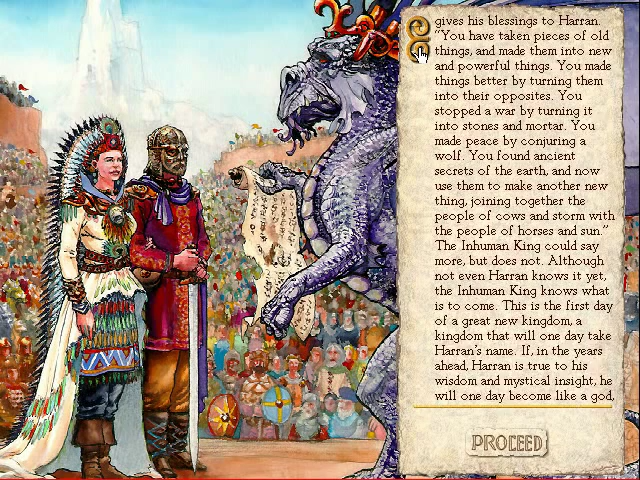 gives his blessings to Harran.
“You have taken pieces of old
things, and made them into new
and powerful things. You made
things better by turning them
into their opposites. You
stopped a war by turning it
into stones and mortar. You
made peace by conjuring a
wolf. You found ancient
secrets of the earth, and now
use them to make another new
thing, joining together the
people of cows and storm with
the people of horses and sun.”
The Inhuman King could say
more, but does not. Although
not even Harran knows it yet,
the Inhuman King knows what
is to come. This is the first day
of a great new kingdom, a
kingdom that will one day take
Harran's name. If, in the years
ahead, Harran is true to his
wisdom and mystical insight, he
will one day become like a god,
PROCEED